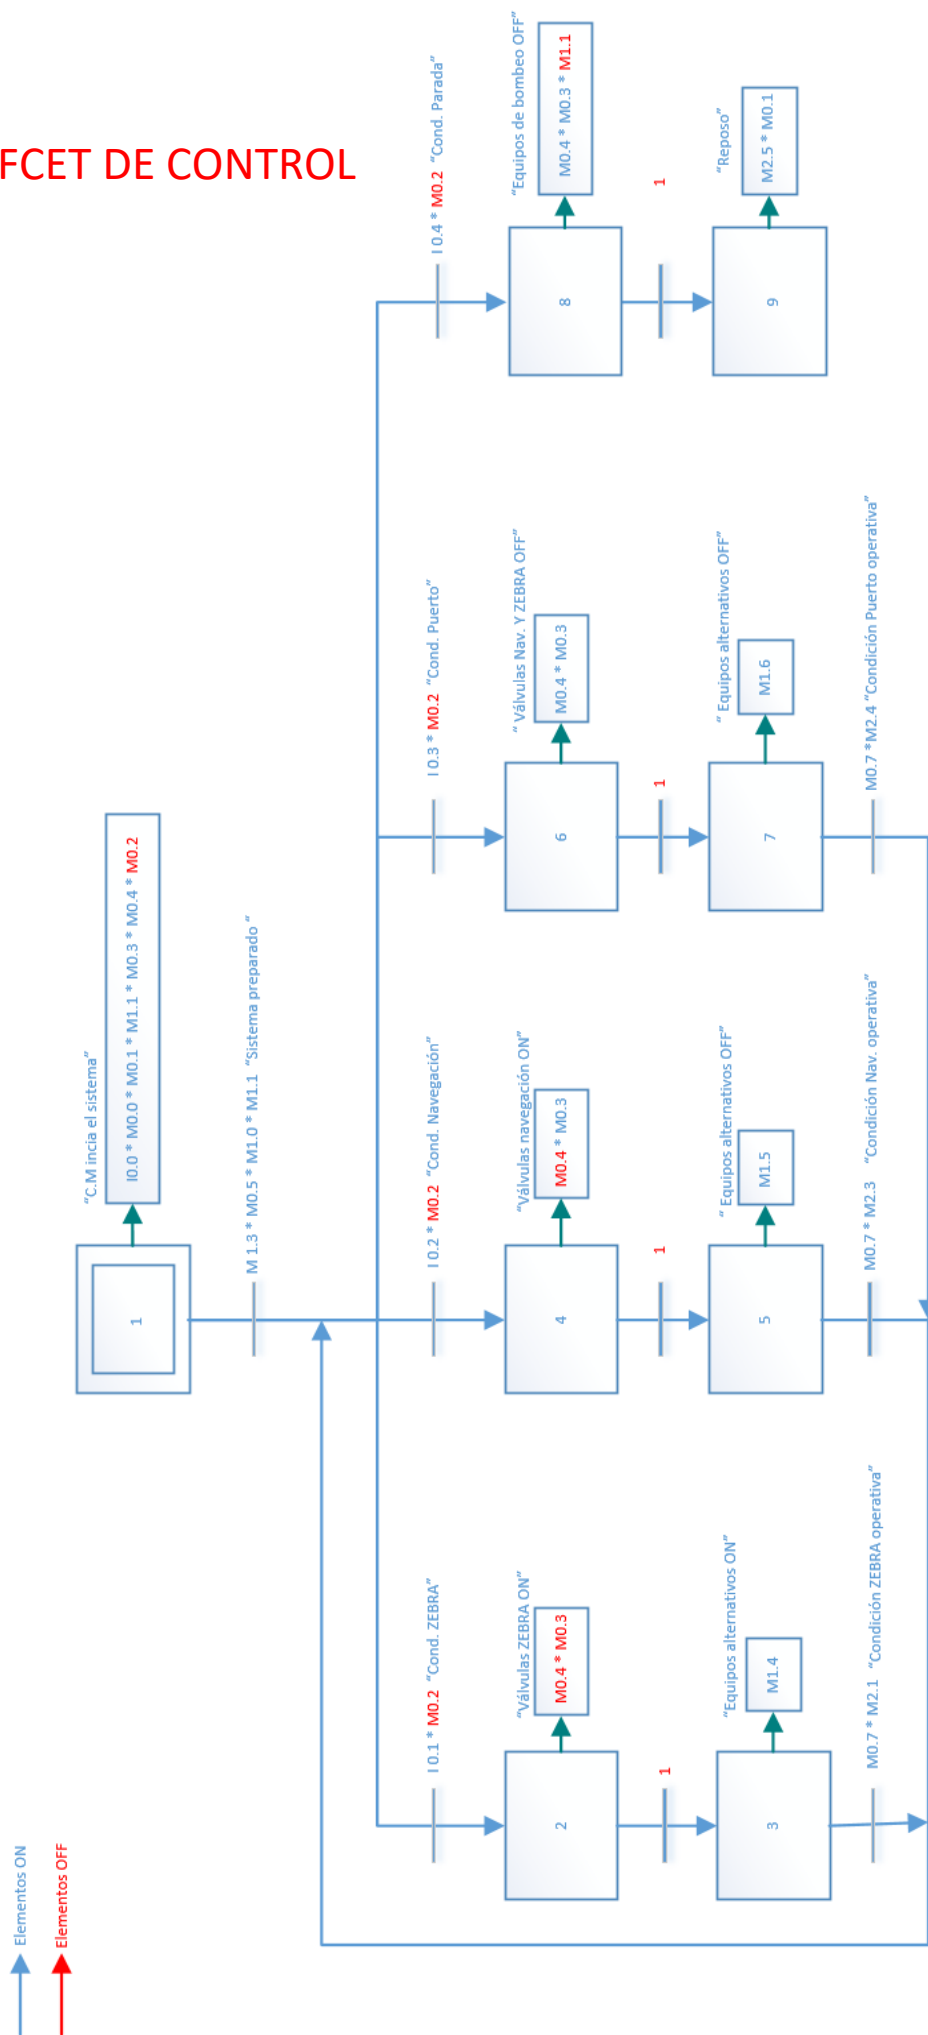 FCET DE CONTROL
Elementos ON
Elementos OFF
"C.M incia el sistema"
1
I0.0 * M0.0 * M0.1 * M1.1 * M0.3 * M0.4 * M0.2
M 1.3 * M0.5 * M1.0 * M1.1 "Sistema preparado "
I 0.1 * M0.2 "Cond. ZEBRA"
I 0.2 * M0.2 "Cond. Navegación"
I 0.3 * M0.2 "Cond. Puerto"
I 0.4 * M0.2 "Cond. Parada"
"Válvulas ZEBRA ON"
2
M0.4 * M0.3
"Válvulas navegación ON"
4
M0.4 * M0.3
" Válvulas Nav. Y ZEBRA OFF"
6
M0.4 * M0.3
"Equipos de bombeo OFF"
8
M0.4 * M0.3 * M1.1
1
1
1
1
"Equipos alternativos ON"
3
M1.4
" Equipos alternativos OFF"
5
M1.5
" Equipos alternativos OFF"
7
M1.6
"Reposo"
9
M2.5 * M0.1
M0.7 * M2.1 "Condición ZEBRA operativa"
M0.7 * M2.3 "Condición Nav. operativa"
M0.7 *M2.4 "Condición Puerto operativa"